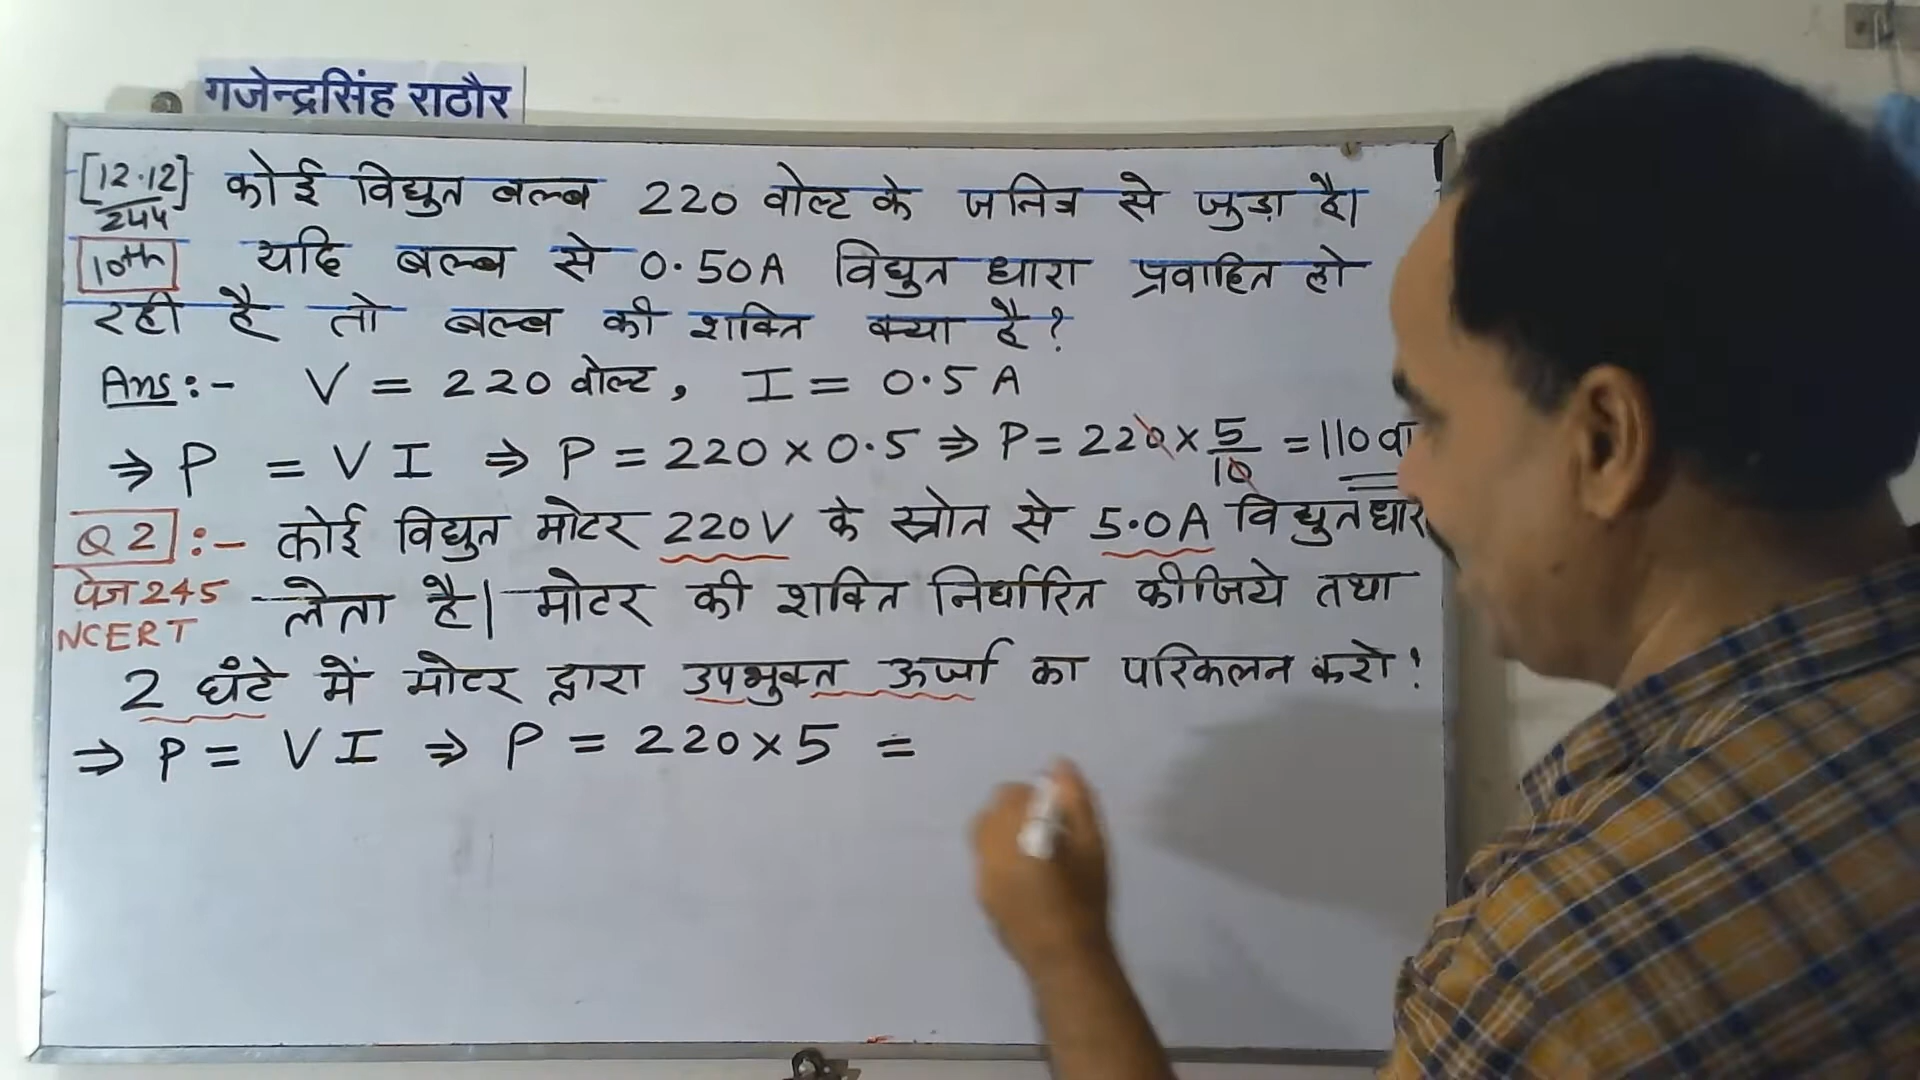 गजेन्द्रसिंह राठौर
[12.12] कोई विद्युत बल्ब 220 वोल्ट के जनित्र से जुड़ा है।
244
10th यदि बल्ब से 0.50A विद्युत धारा प्रवाहित हो
रही है तो बल्ब की शक्ति क्या है?
Ans:- V = 220 वोल्ट, I = 0.5 A
⇒ P = VI ⇒ P = 220 × 0.5 ⇒ P = 220 × 5/10 = 110 वा
Q2 :- कोई विद्युत मोटर 220V के स्रोत से 5.0A विद्युत धार
पेज 245 लेता है। मोटर की शक्ति निर्धारित कीजिये तथा
NCERT
2 घंटे में मोटर द्वारा उपभुक्त ऊर्जा का परिकलन करो!
⇒ P = VI ⇒ P = 220 × 5 =